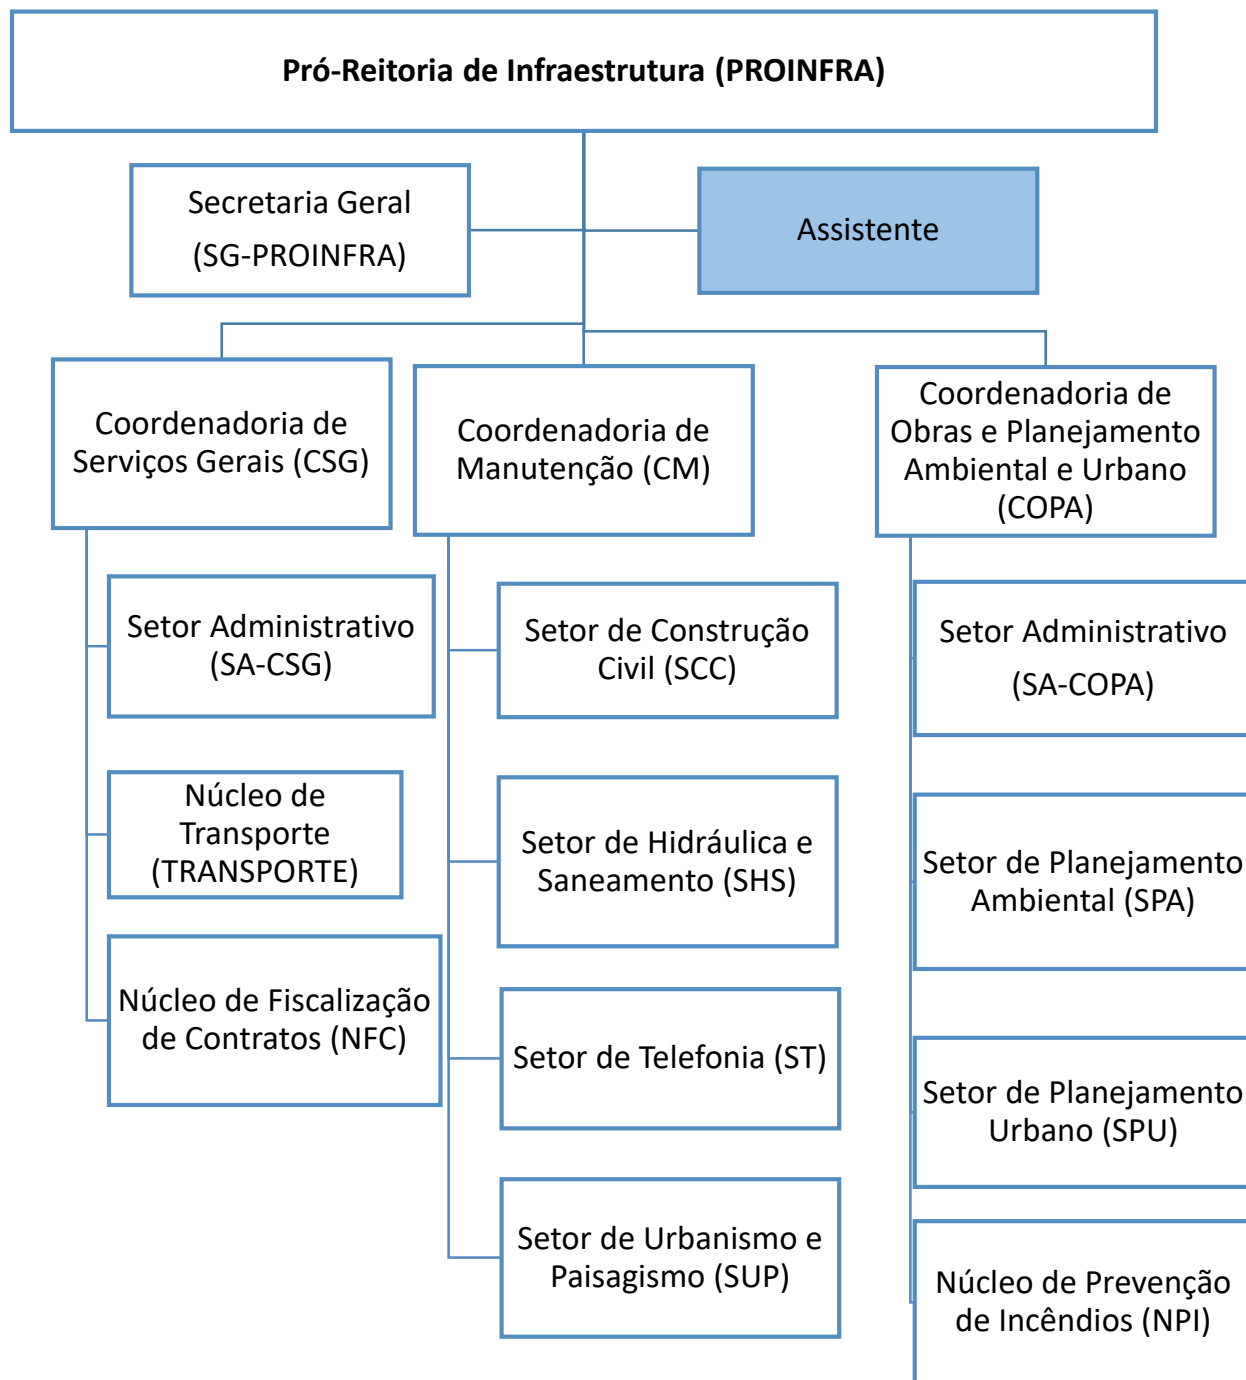 Pró-Reitoria de Infraestrutura (PROINFRA)
Secretaria Geral
(SG-PROINFRA)
Assistente
Coordenadoria de
Serviços Gerais (CSG)
Coordenadoria de
Manutenção (CM)
Coordenadoria de
Obras e Planejamento
Ambiental e Urbano
(COPA)
Setor Administrativo
(SA-CSG)
Núcleo de
Transporte
(TRANSPORTE)
Núcleo de Fiscalização
de Contratos (NFC)
Setor de Construção
Civil (SCC)
Setor de Hidráulica e
Saneamento (SHS)
Setor de Telefonia (ST)
Setor de Urbanismo e
Paisagismo (SUP)
Setor Administrativo
(SA-COPA)
Setor de Planejamento
Ambiental (SPA)
Setor de Planejamento
Urbano (SPU)
Núcleo de Prevenção
de Incêndios (NPI)